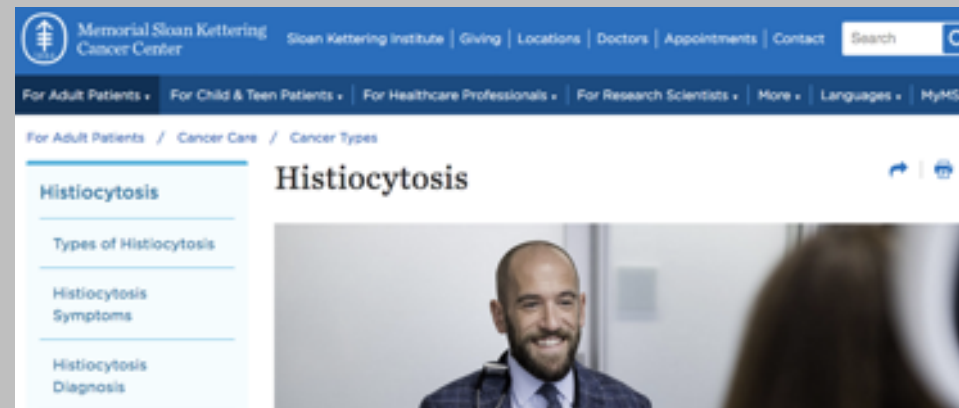 Memorial Sloan Kettering
Cancer Center
Sloan Kettering Institute | Giving | Locations | Doctors | Appointments | Contact
Search
For Adult Patients
For Child & Teen Patients
For Healthcare Professionals
For Research Scientists
More
Languages
MyMS
For Adult Patients / Cancer Care / Cancer Types
Histiocytosis
Histiocytosis
Types of Histiocytosis
Histiocytosis
Symptoms
Histiocytosis
Diagnosis